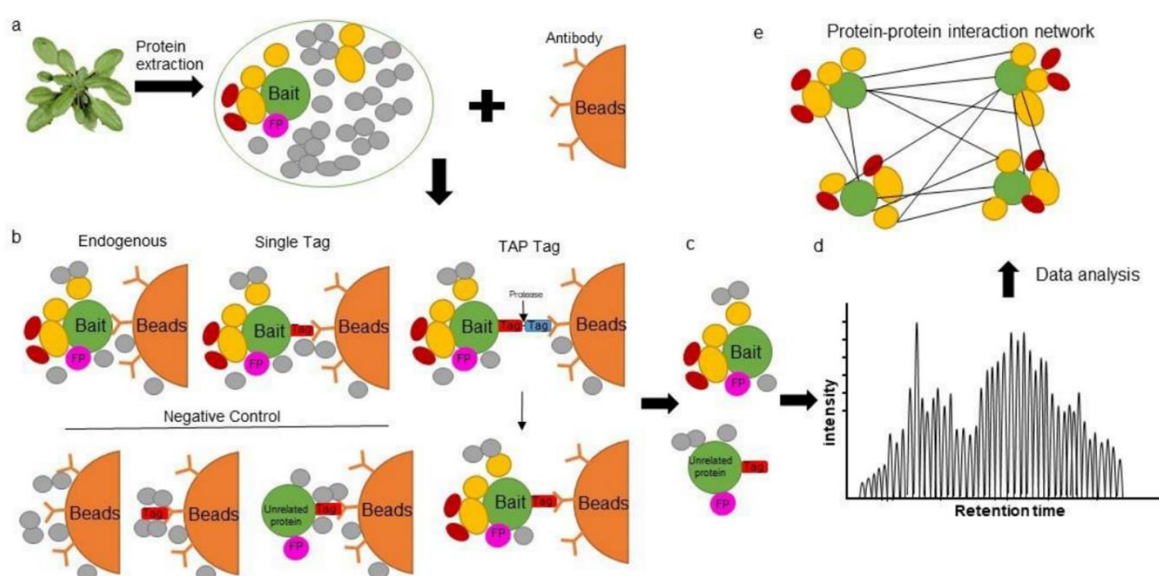 a
Protein
extraction
Bait
FP
Antibody
Beads
e
Protein-protein interaction network
b
Endogenous
Single Tag
TAP Tag
Bait
FP
Beads
Bait
Tag
FP
Beads
Protease
Bait
Tag
Tag
FP
Beads
Negative Control
Beads
Tag
Beads
Unrelated
protein
Tag
FP
Beads
Bait
Tag
FP
Beads
c
Bait
FP
Unrelated
protein
Tag
FP
d
Data analysis
intensity
Retention time